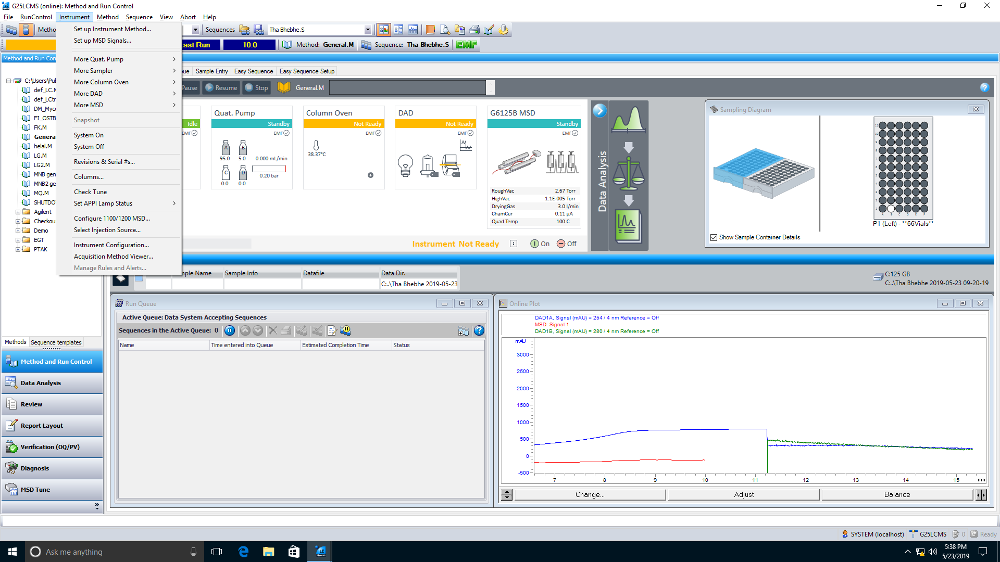 G25LCMS (online): Method and Run Control
File RunControl Instrument Method Sequence View Abort Help
Sequences Tha Bhebhe.S
Last Run 10.0 Method: General.M Sequence: Tha Bhebhe.S EMF
Method and Run Con
Set up Instrument Method...
Set up MSD Signals...
More Quat. Pump
More Sampler
More Column Oven
More DAD
More MSD
Snapshot
System On
System Off
Revisions & Serial #s...
Columns...
Check Tune
Set APPI Lamp Status
Configure 1100/1200 MSD...
Select Injection Source...
Instrument Configuration...
Acquisition Method Viewer...
Manage Rules and Alerts...
Sample Entry Easy Sequence Easy Sequence Setup
C:\Users\Pu
def_LC.M
def_LCtr
DM_Myc
FI_OSTB
FK.M
Genera
helal.M
LG.M
LG2.M
MNB gen
MNB2 ge
MQ.M
SHUTDO
Agilent
Checkou
Demo
EGT
PTAK
Pause Resume Stop General.M
Idle
EMF
Quat. Pump
Standby
EMF
A B
95.0 5.0 0.000 mL/min
C D
0.20 bar
0.0 0.0
Column Oven
Not Ready
EMF
38.37°C
DAD
Not Ready
EMF
G6125B MSD
Standby
EMF
RoughVac 2.67 Torr
HighVac 1.1E-005 Torr
DryingGas 3.0 l/min
ChamCur 0.11 µA
Quad Temp 100 C
Instrument Not Ready On Off
Data Analysis
Sampling Diagram
P1 (Left) - **66Vials**
Show Sample Container Details
Sample Name Sample Info Datafile Data Dir.
C:..\Tha Bhebhe 2019-05-23
C:125 GB
C:..\Tha Bhebhe 2019-05-23 09-20-19
Run Queue
Active Queue: Data System Accepting Sequences
Sequences in the Active Queue: 0
Name Time entered into Queue Estimated Completion Time Status
Online Plot
DAD1A, Signal (mAU) = 254 / 4 nm Reference = Off
MSD: Signal 1
DAD1B, Signal (mAU) = 280 / 4 nm Reference = Off
mAU
3000
2500
2000
1500
1000
500
0
-500
7 8 9 10 11 12 13 14 15 min
Change... Adjust Balance
Methods Sequence templates
Method and Run Control
Data Analysis
Review
Report Layout
Verification (OQ/PV)
Diagnosis
MSD Tune
SYSTEM (localhost) G25LCMS 0 Ready
Ask me anything
5:38 PM
5/23/2019